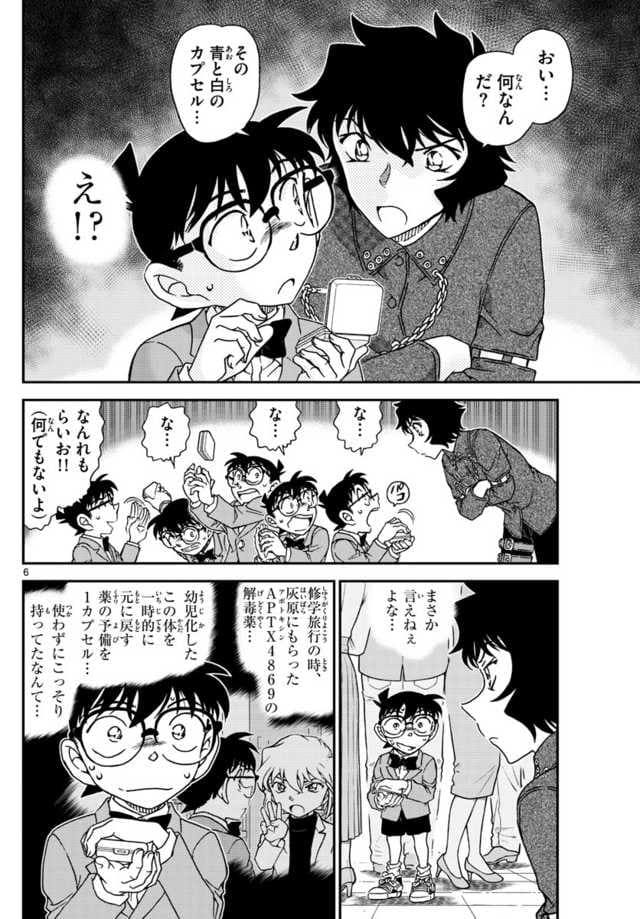 おい…
何なん
だ?
その
青と白の
カプセル…
え!?
な…
な…
な…
なんれも
らいお!!
(何でもないよ)
6
まさか
言えねぇ
よな…
修学旅行の時、
灰原にもらった
APTX4869の
解毒薬…
幼児化した
この体を
一時的に
元に戻す
薬の予備を
1カプセル…
使わずにこっそり
持ってたなんて…